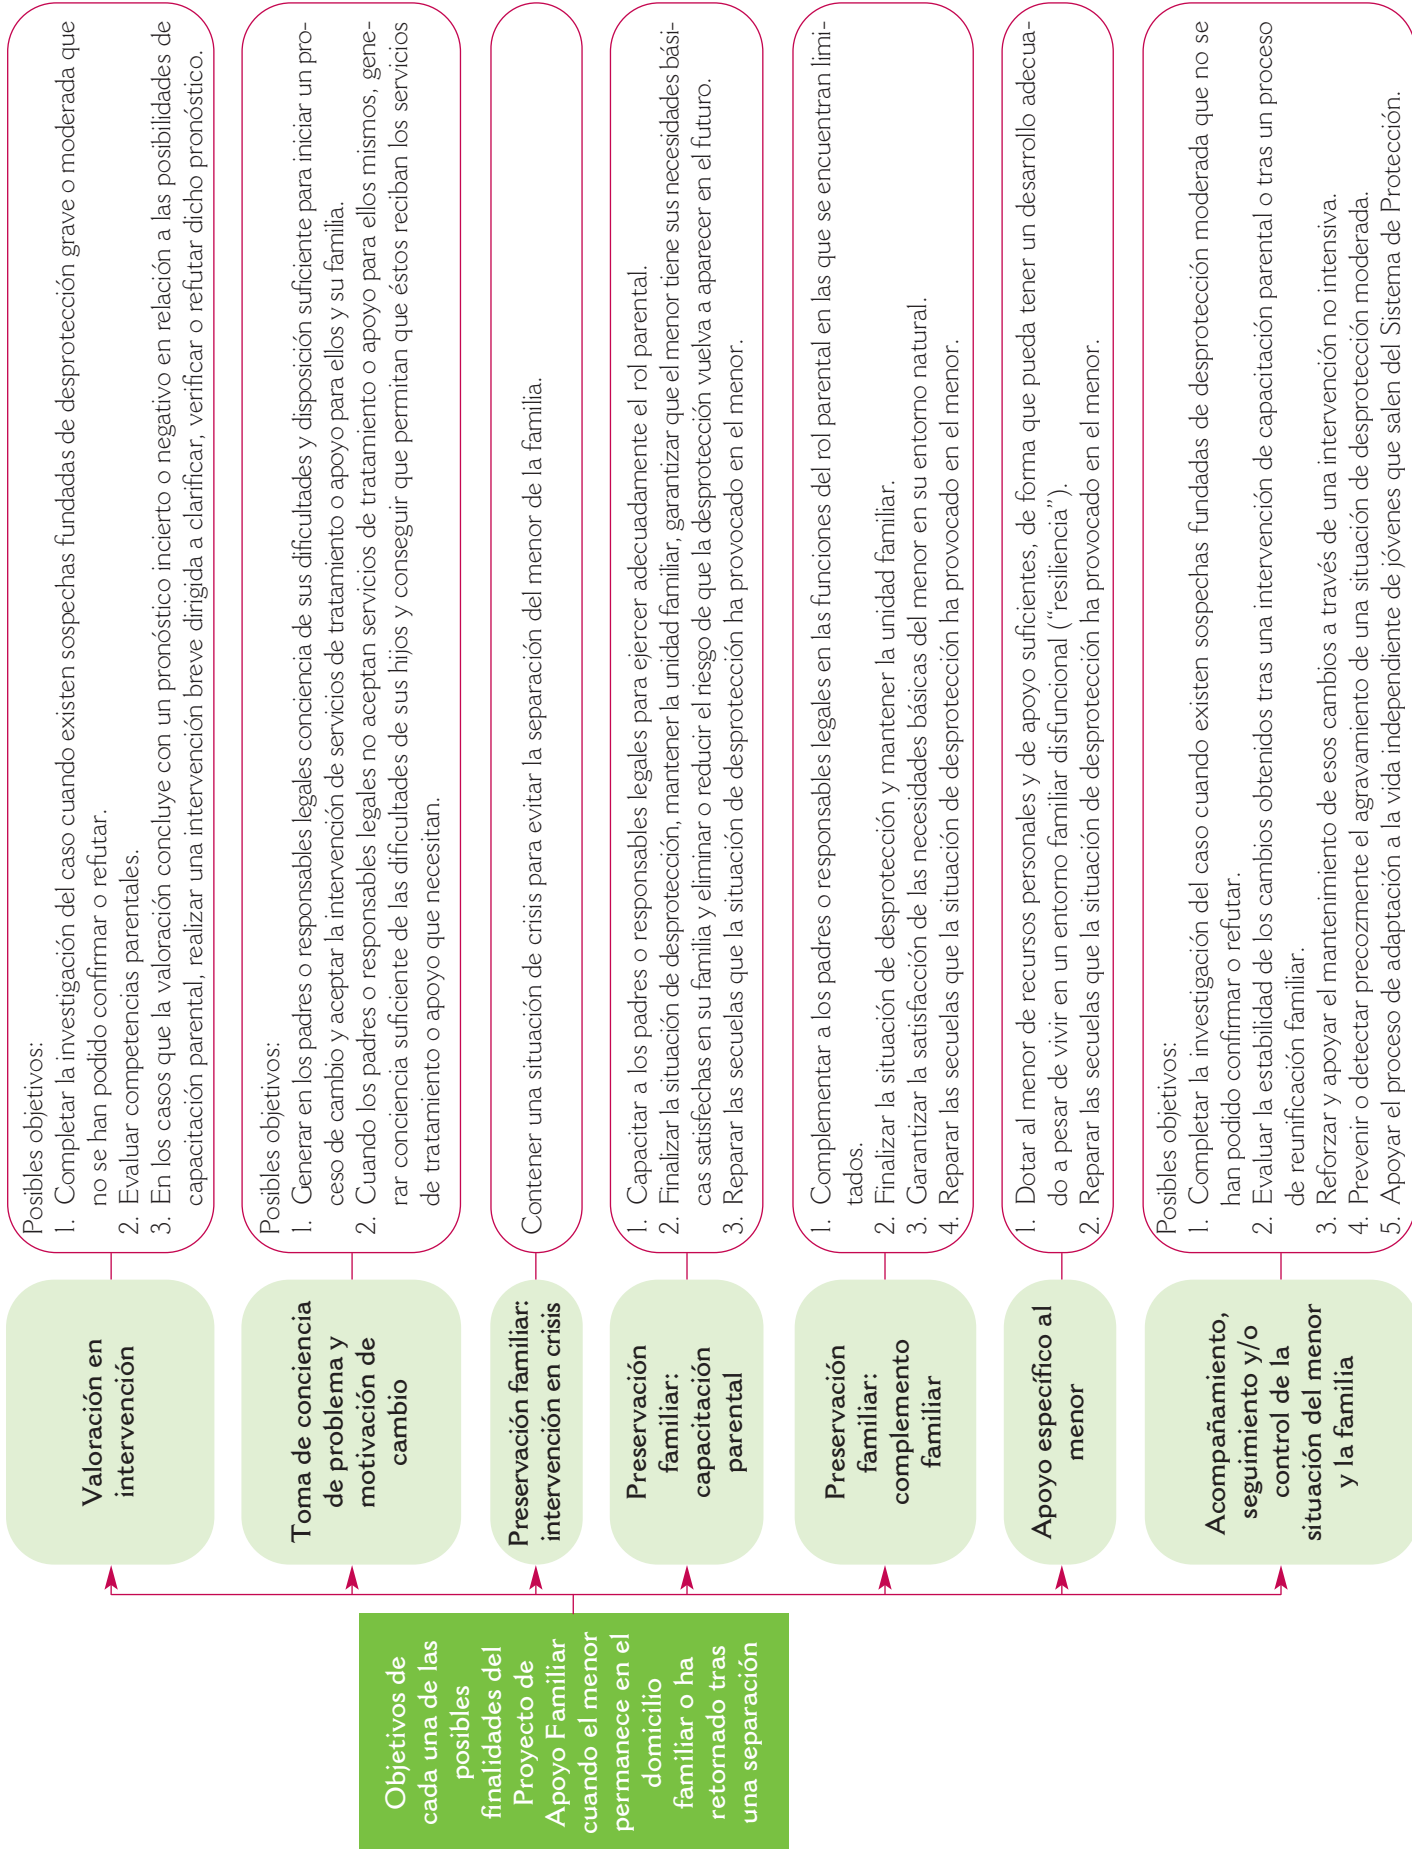 Objetivos de
cada una de las
posibles
finalidades del
Proyecto de
Apoyo Familiar
cuando el menor
permanece en el
domicilio
familiar o ha
retornado tras
una separación
Valoración en
intervención
Posibles objetivos:
1. Completar la investigación del caso cuando existen sospechas fundadas de desprotección grave o moderada que
no se han podido confirmar o refutar.
2. Evaluar competencias parentales.
3. En los casos que la valoración concluye con un pronóstico incierto o negativo en relación a las posibilidades de
capacitación parental, realizar una intervención breve dirigida a clarificar, verificar o refutar dicho pronóstico.
Toma de conciencia
de problema y
motivación de
cambio
Posibles objetivos:
1. Generar en los padres o responsables legales conciencia de sus dificultades y disposición suficiente para iniciar un pro-
ceso de cambio y aceptar la intervención de servicios de tratamiento o apoyo para ellos y su familia.
2. Cuando los padres o responsables legales no aceptan servicios de tratamiento o apoyo para ellos mismos, gene-
rar conciencia suficiente de las dificultades de sus hijos y conseguir que permitan que éstos reciban los servicios
de tratamiento o apoyo que necesitan.
Preservación familiar:
intervención en crisis
Contener una situación de crisis para evitar la separación del menor de la familia.
Preservación
familiar:
capacitación
parental
1. Capacitar a los padres o responsables legales para ejercer adecuadamente el rol parental.
2. Finalizar la situación de desprotección, mantener la unidad familiar, garantizar que el menor tiene sus necesidades bási-
cas satisfechas en su familia y eliminar o reducir el riesgo de que la desprotección vuelva a aparecer en el futuro.
3. Reparar las secuelas que la situación de desprotección ha provocado en el menor.
Preservación
familiar:
complemento
familiar
1. Complementar a los padres o responsables legales en las funciones del rol parental en las que se encuentran limi-
tados.
2. Finalizar la situación de desprotección y mantener la unidad familiar.
3. Garantizar la satisfacción de las necesidades básicas del menor en su entorno natural.
4. Reparar las secuelas que la situación de desprotección ha provocado en el menor.
Apoyo específico al
menor
1. Dotar al menor de recursos personales y de apoyo suficientes, de forma que pueda tener un desarrollo adecua-
do a pesar de vivir en un entorno familiar disfuncional (“resiliencia”).
2. Reparar las secuelas que la situación de desprotección ha provocado en el menor.
Acompañamiento,
seguimiento y/o
control de la
situación del menor
y la familia
Posibles objetivos:
1. Completar la investigación del caso cuando existen sospechas fundadas de desprotección moderada que no se
han podido confirmar o refutar.
2. Evaluar la estabilidad de los cambios obtenidos tras una intervención de capacitación parental o tras un proceso
de reunificación familiar.
3. Reforzar y apoyar el mantenimiento de esos cambios a través de una intervención no intensiva.
4. Prevenir o detectar precozmente el agravamiento de una situación de desprotección moderada.
5. Apoyar el proceso de adaptación a la vida independiente de jóvenes que salen del Sistema de Protección.